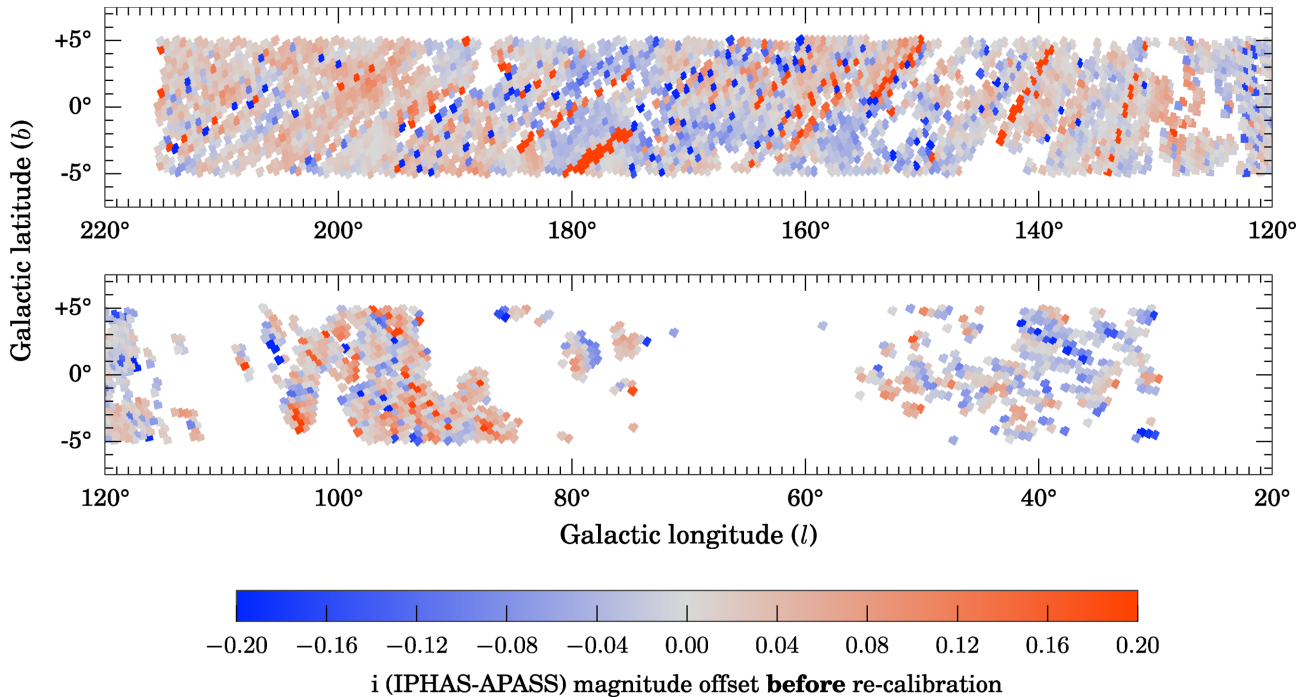 +5°
0°
−5°
220° 200° 180° 160° 140° 120°
Galactic latitude (b)
+5°
0°
−5°
120° 100° 80° 60° 40° 20°
Galactic longitude (l)
−0.20 −0.16 −0.12 −0.08 −0.04 0.00 0.04 0.08 0.12 0.16 0.20
i (IPHAS-APASS) magnitude offset before re-calibration